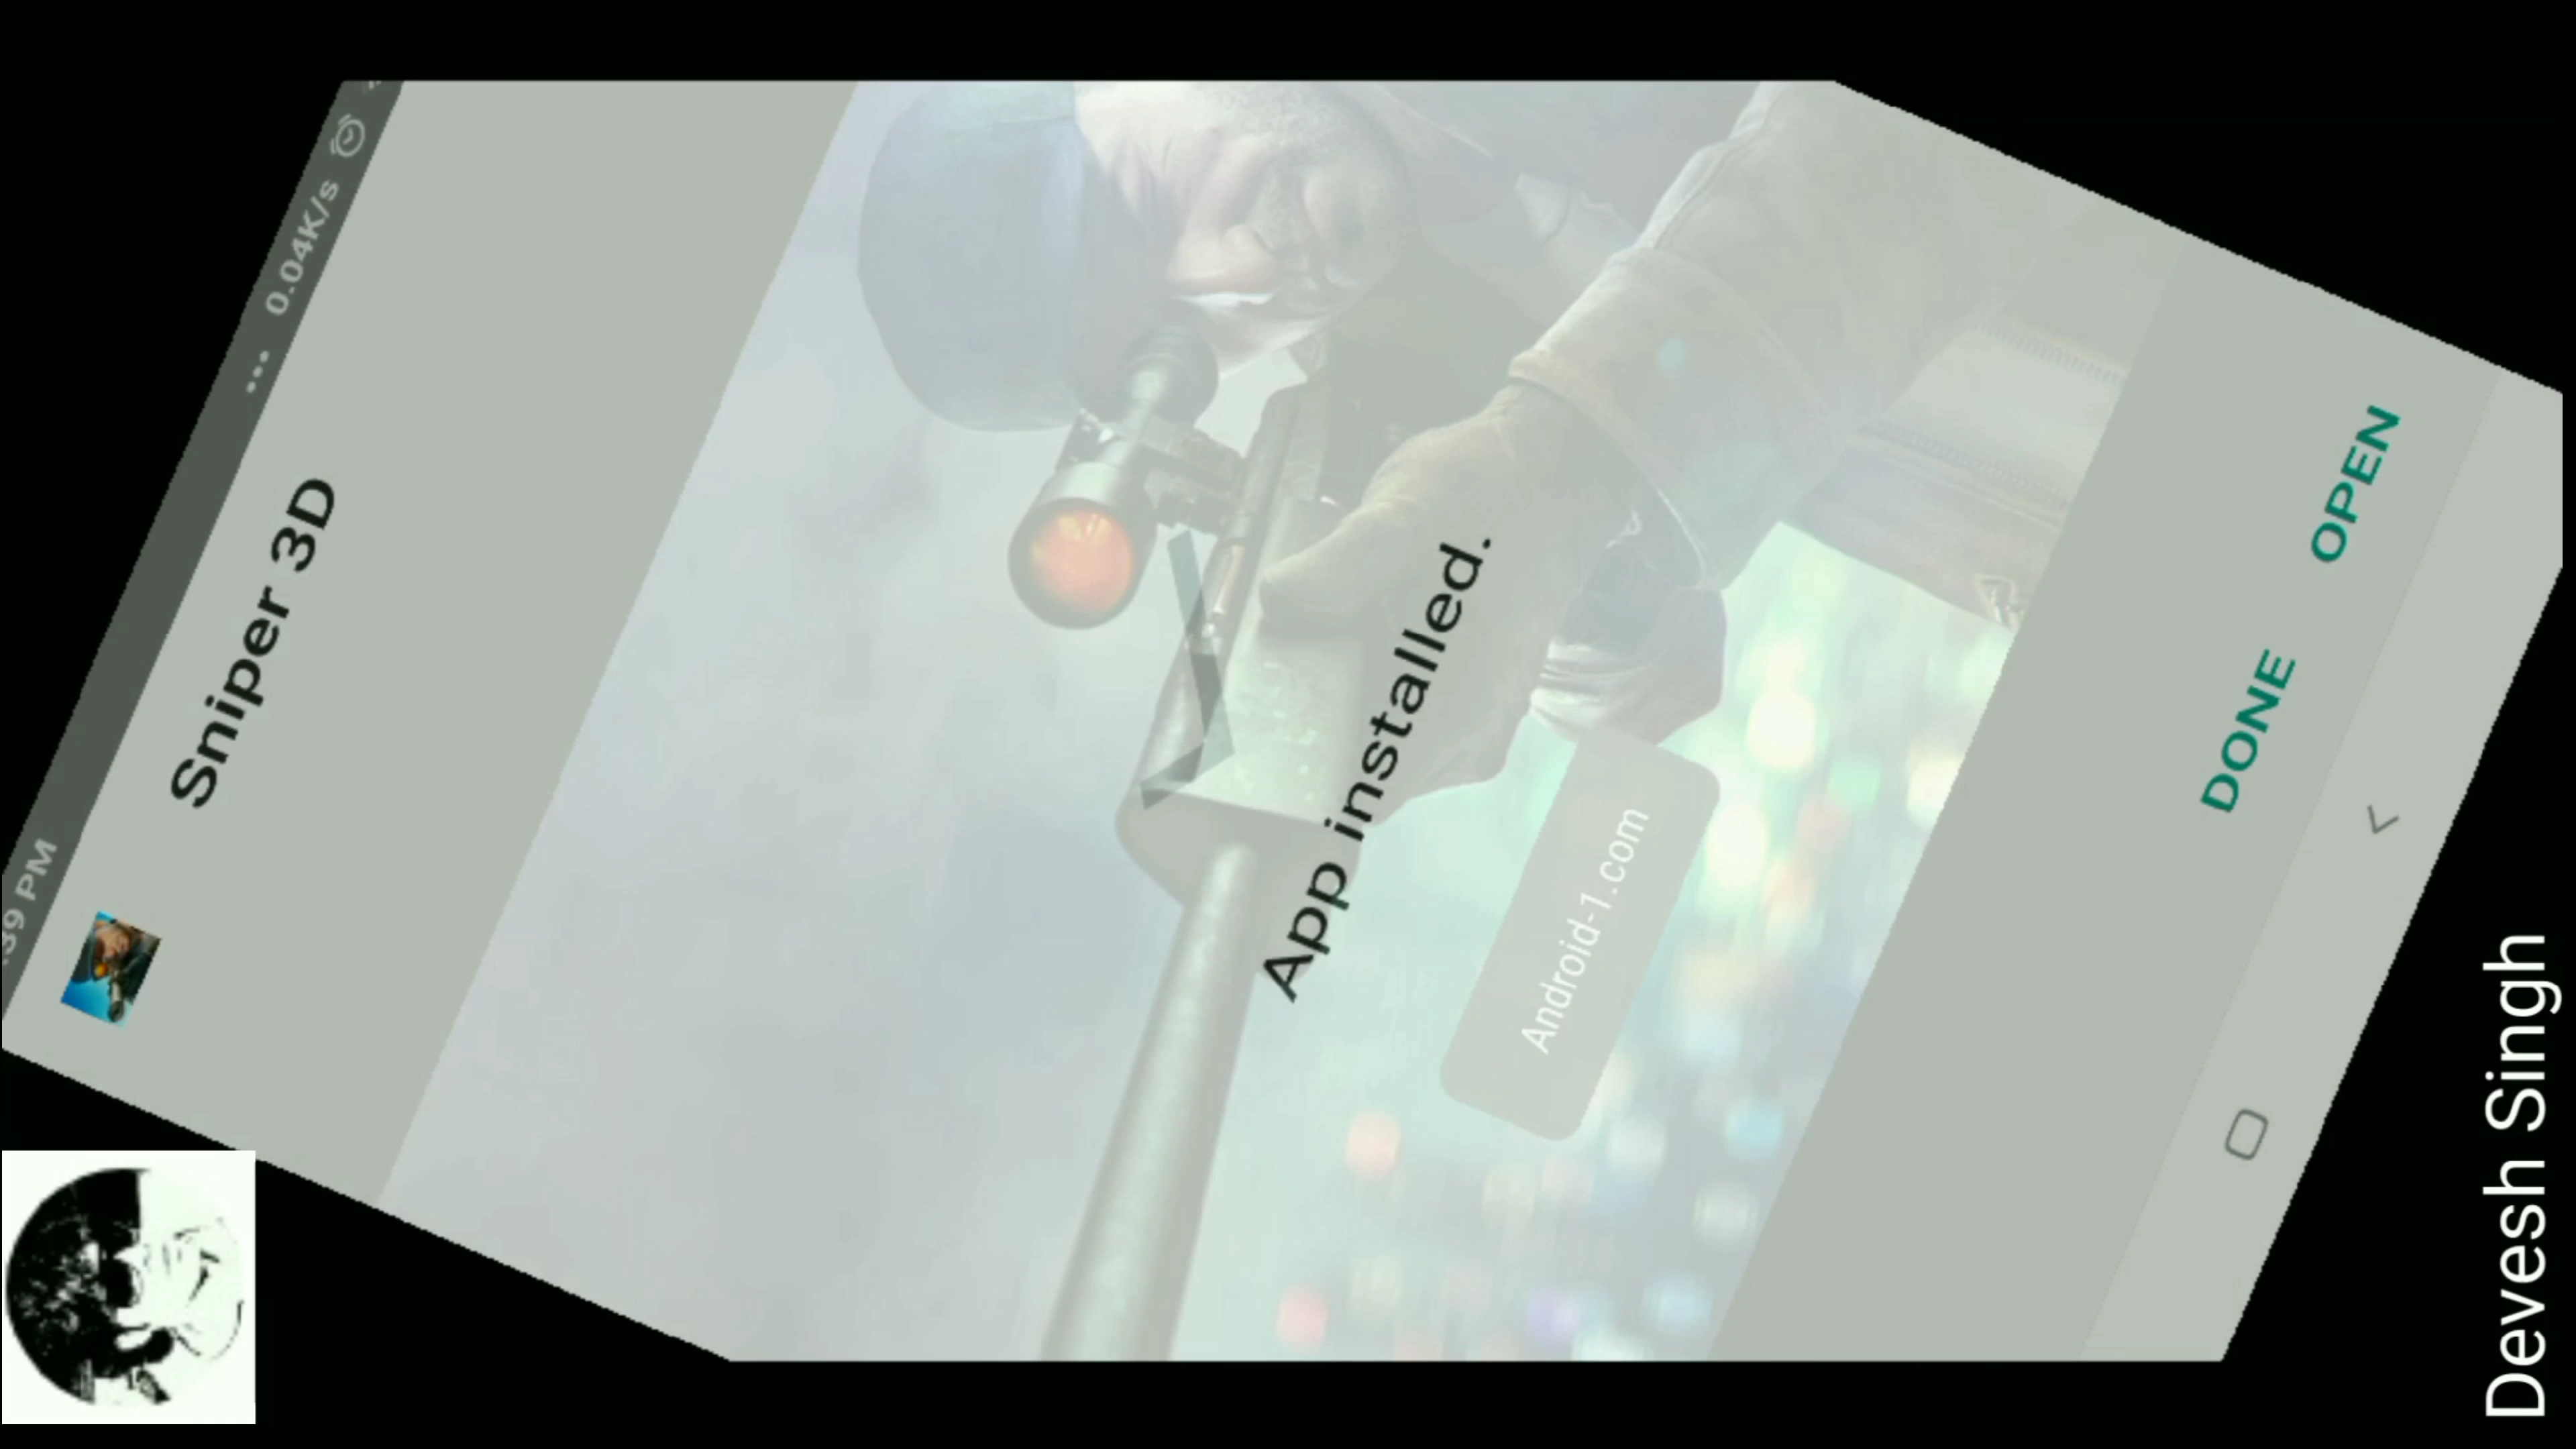 :39 PM ... 0.04K/s
Sniper 3D
App installed.
Android-1.com
DONE OPEN
Devesh Singh